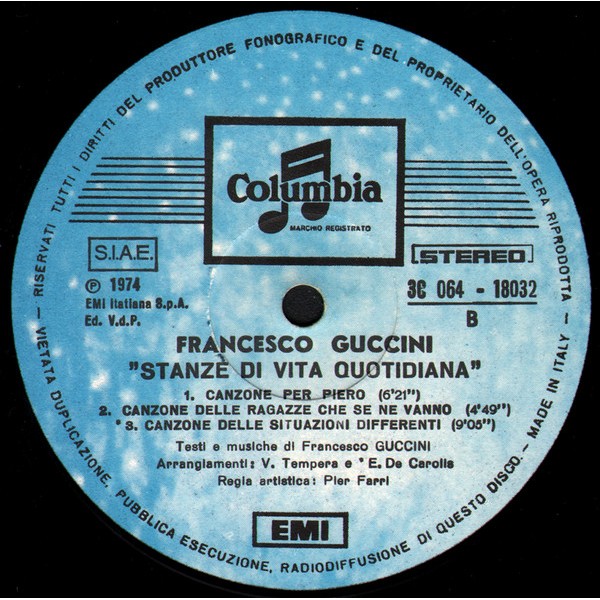 — RISERVATI TUTTI I DIRITTI DEL PRODUTTORE FONOGRAFICO E DEL PROPRIETARIO DELL'OPERA RIPRODOTTA
Columbia
MARCHIO REGISTRATO
S.I.A.E.
STEREO
℗ 1974
EMI Italiana S.p.A.
Ed. V.d.P.
3C 064 - 18032
B
FRANCESCO GUCCINI
"STANZE DI VITA QUOTIDIANA"
1. CANZONE PER PIERO (6'21")
2. CANZONE DELLE RAGAZZE CHE SE NE VANNO (4'49")
* 3. CANZONE DELLE SITUAZIONI DIFFERENTI (9'05")
Testi e musiche di Francesco GUCCINI
Arrangiamenti: V. Tempera e * E. De Carolis
Regia artistica: Pier Farri
EMI
VIETATA DUPLICAZIONE, PUBBLICA ESECUZIONE, RADIODIFFUSIONE DI QUESTO DISCO. - MADE IN ITALY —